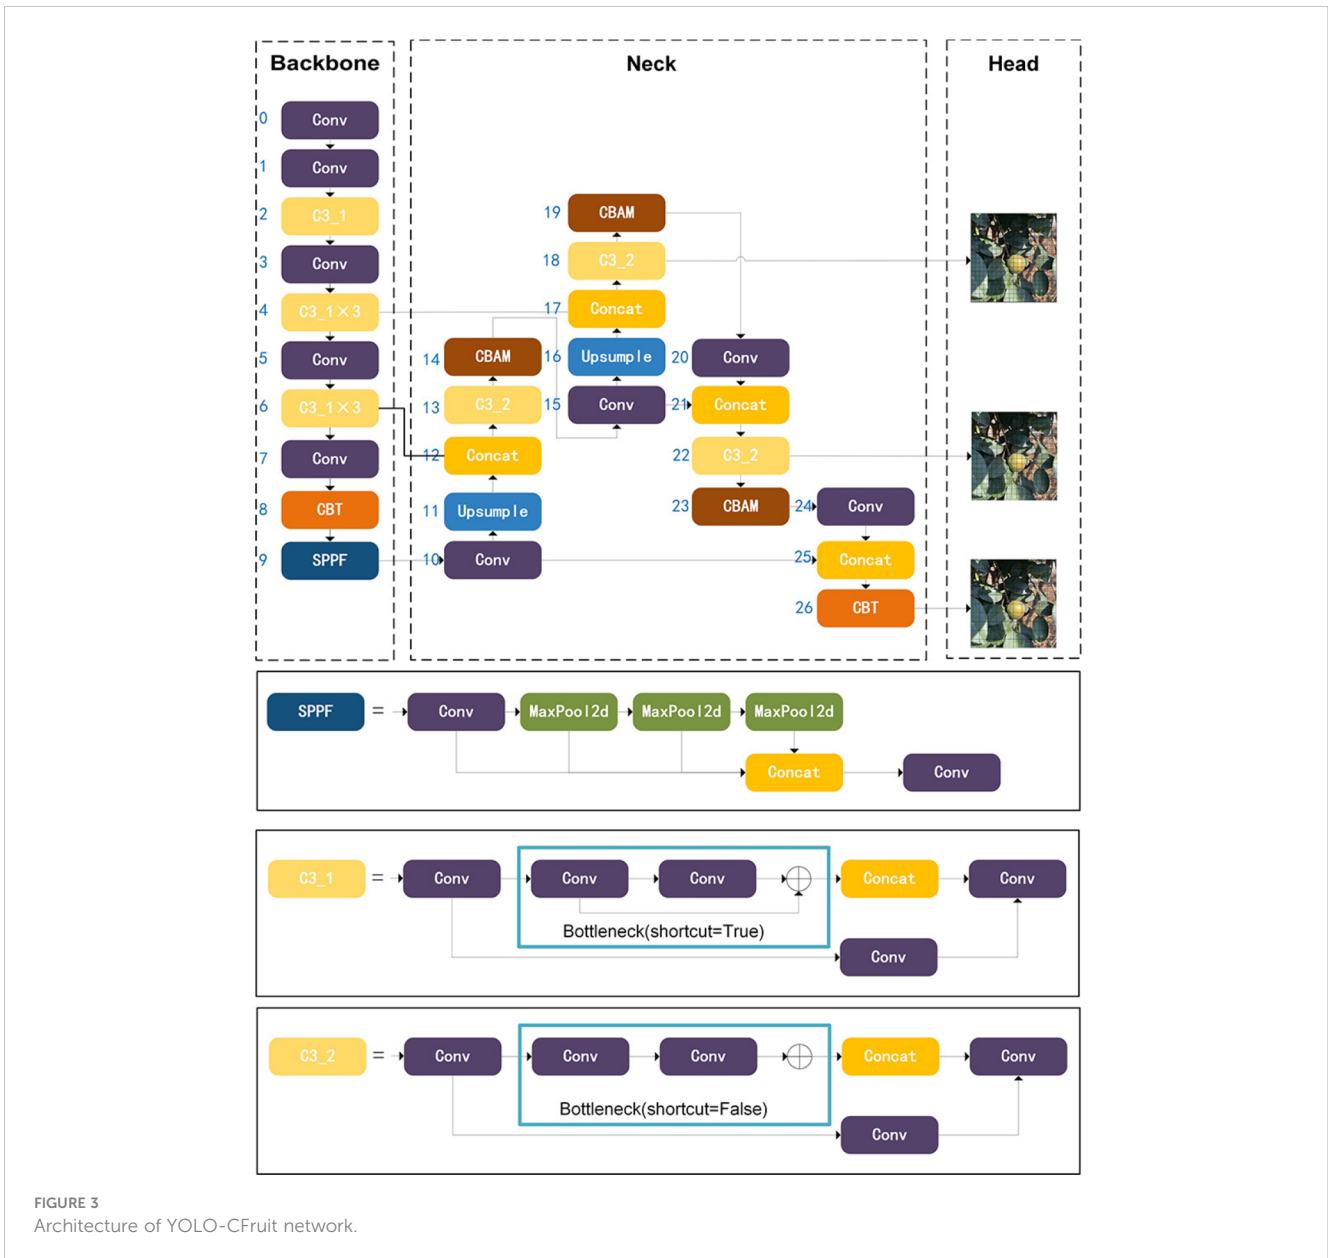 Backbone
Neck
Head
0 Conv
1 Conv
2 C3_1
3 Conv
4 C3_1×3
5 Conv
6 C3_1×3
7 Conv
8 CBT
9 SPPF
10 Conv
11 Upsumple
12 Concat
13 C3_2
14 CBAM
15 Conv
16 Upsumple
17 Concat
18 C3_2
19 CBAM
20 Conv
21 Concat
22 C3_2
23 CBAM
24 Conv
25 Concat
26 CBT
SPPF = Conv MaxPool2d MaxPool2d MaxPool2d
Concat Conv
C3_1 = Conv Conv Conv Concat Conv
Bottleneck(shortcut=True)
Conv
C3_2 = Conv Conv Conv Concat Conv
Bottleneck(shortcut=False)
Conv
FIGURE 3
Architecture of YOLO-CFruit network.